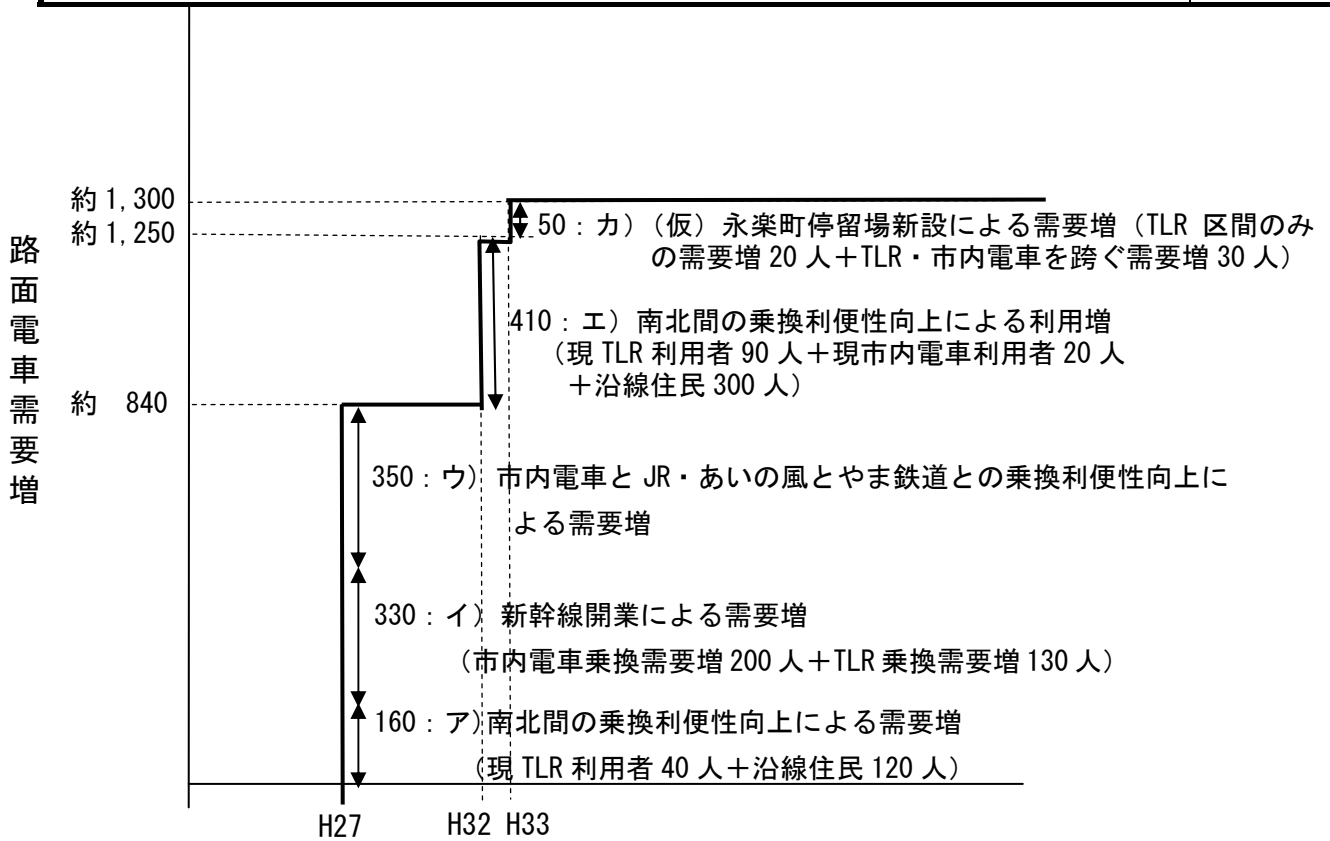 路面電車需要増
約 1,300
約 1,250
約 840
50：カ）（仮）永楽町停留場新設による需要増（TLR 区間のみ
の需要増 20 人＋TLR・市内電車を跨ぐ需要増 30 人）
410：エ）南北間の乗換利便性向上による利用増
（現 TLR 利用者 90 人＋現市内電車利用者 20 人
＋沿線住民 300 人）
350：ウ）市内電車と JR・あいの風とやま鉄道との乗換利便性向上に
よる需要増
330：イ）新幹線開業による需要増
（市内電車乗換需要増 200 人＋TLR 乗換需要増 130 人）
160：ア）南北間の乗換利便性向上による需要増
（現 TLR 利用者 40 人＋沿線住民 120 人）
H27 H32 H33